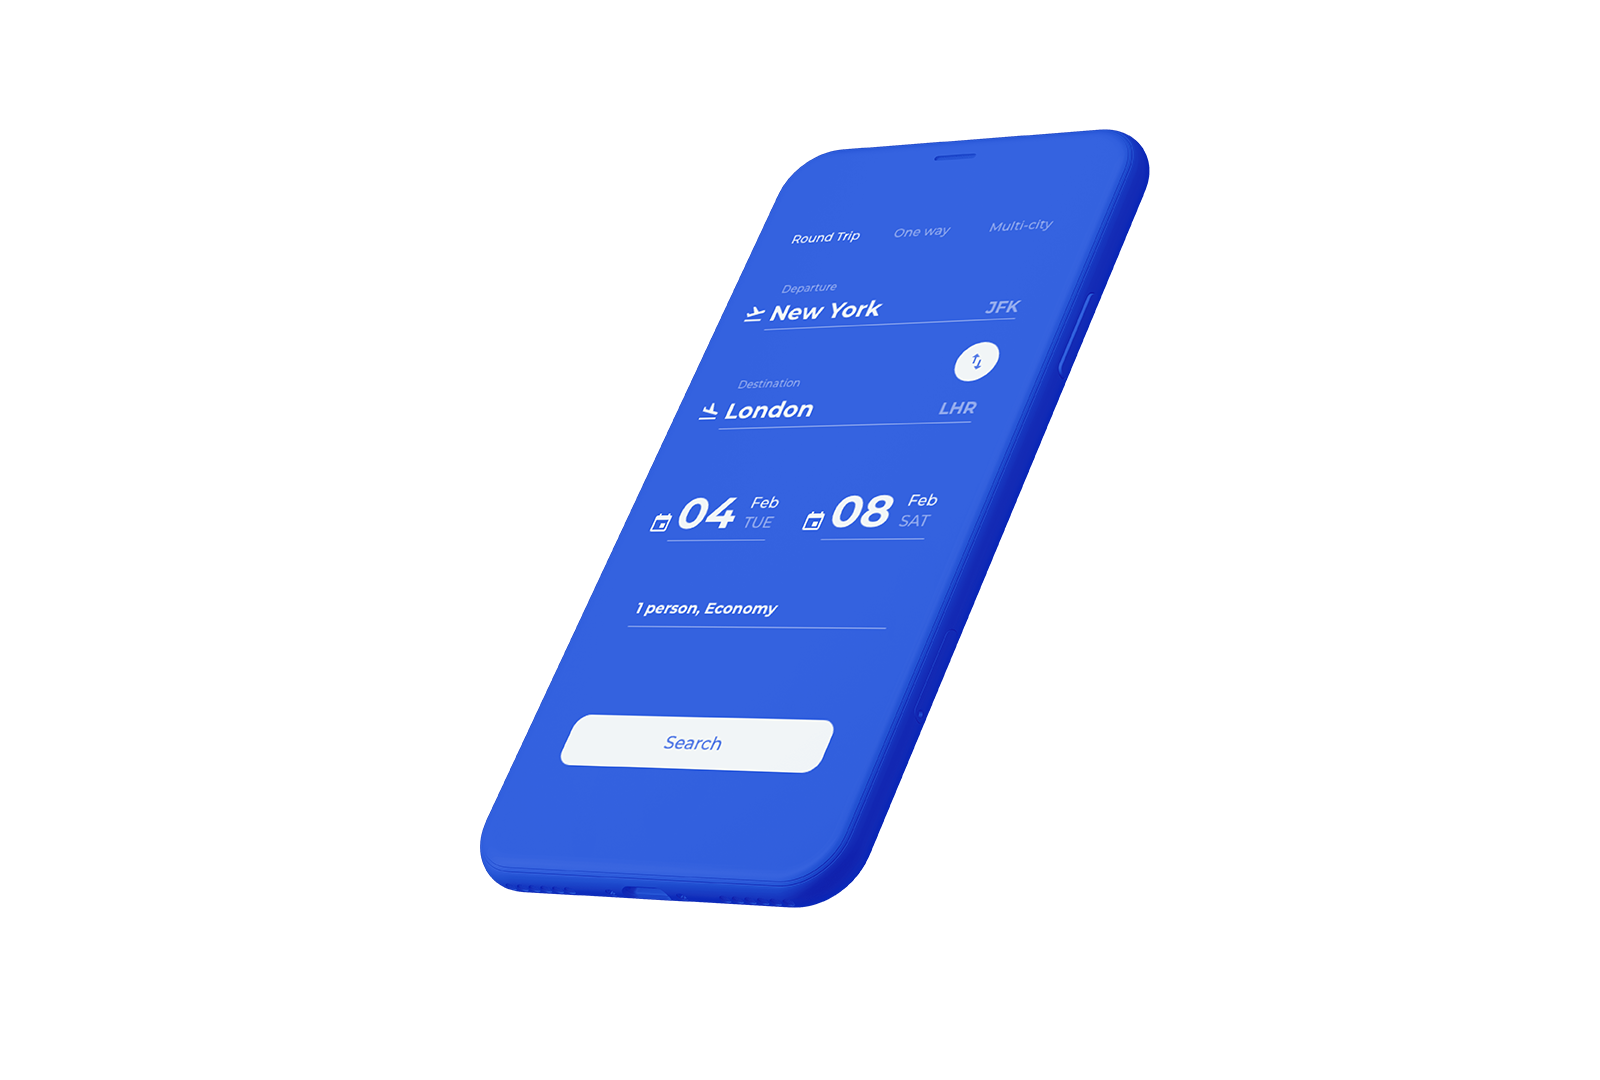 Round Trip One way Multi-city
Departure
New York JFK
Destination
London LHR
04 Feb TUE 08 Feb SAT
1 person, Economy
Search